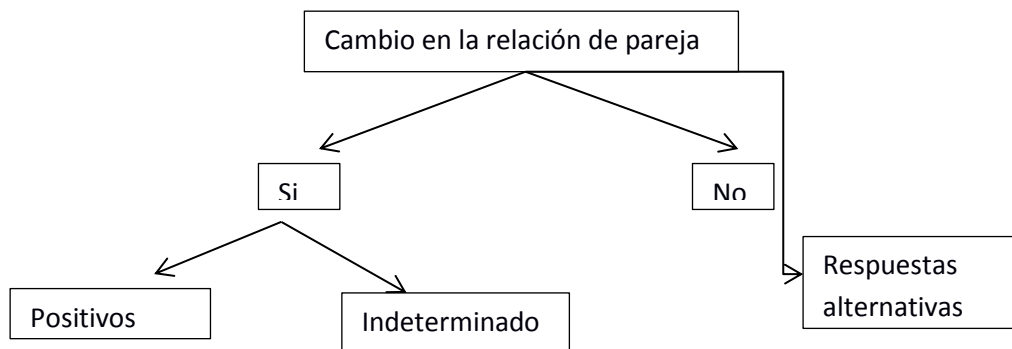 Cambio en la relación de pareja
Si
No
Respuestas
alternativas
Positivos
Indeterminado